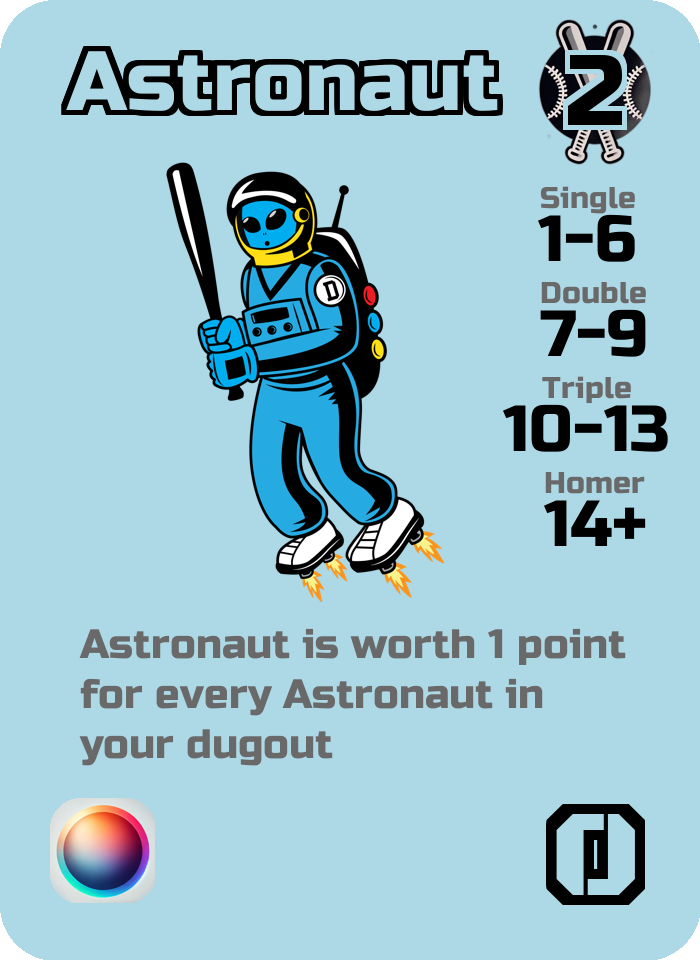 Astronaut
2
Single
1-6
Double
7-9
Triple
10-13
Homer
14+
D
Astronaut is worth 1 point
for every Astronaut in
your dugout